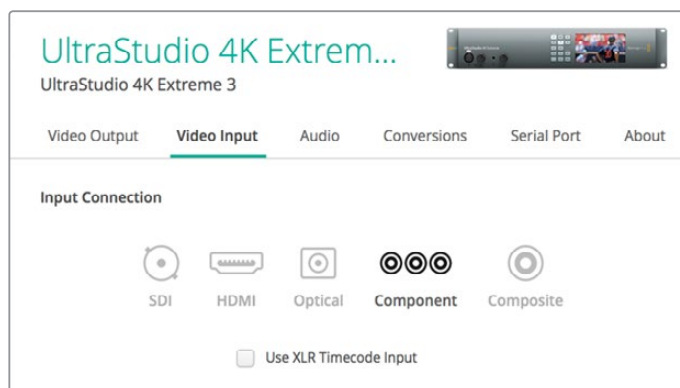 UltraStudio 4K Extrem...
UltraStudio 4K Extreme 3
Video Output Video Input Audio Conversions Serial Port About
Input Connection
SDI HDMI Optical Component Composite
Use XLR Timecode Input